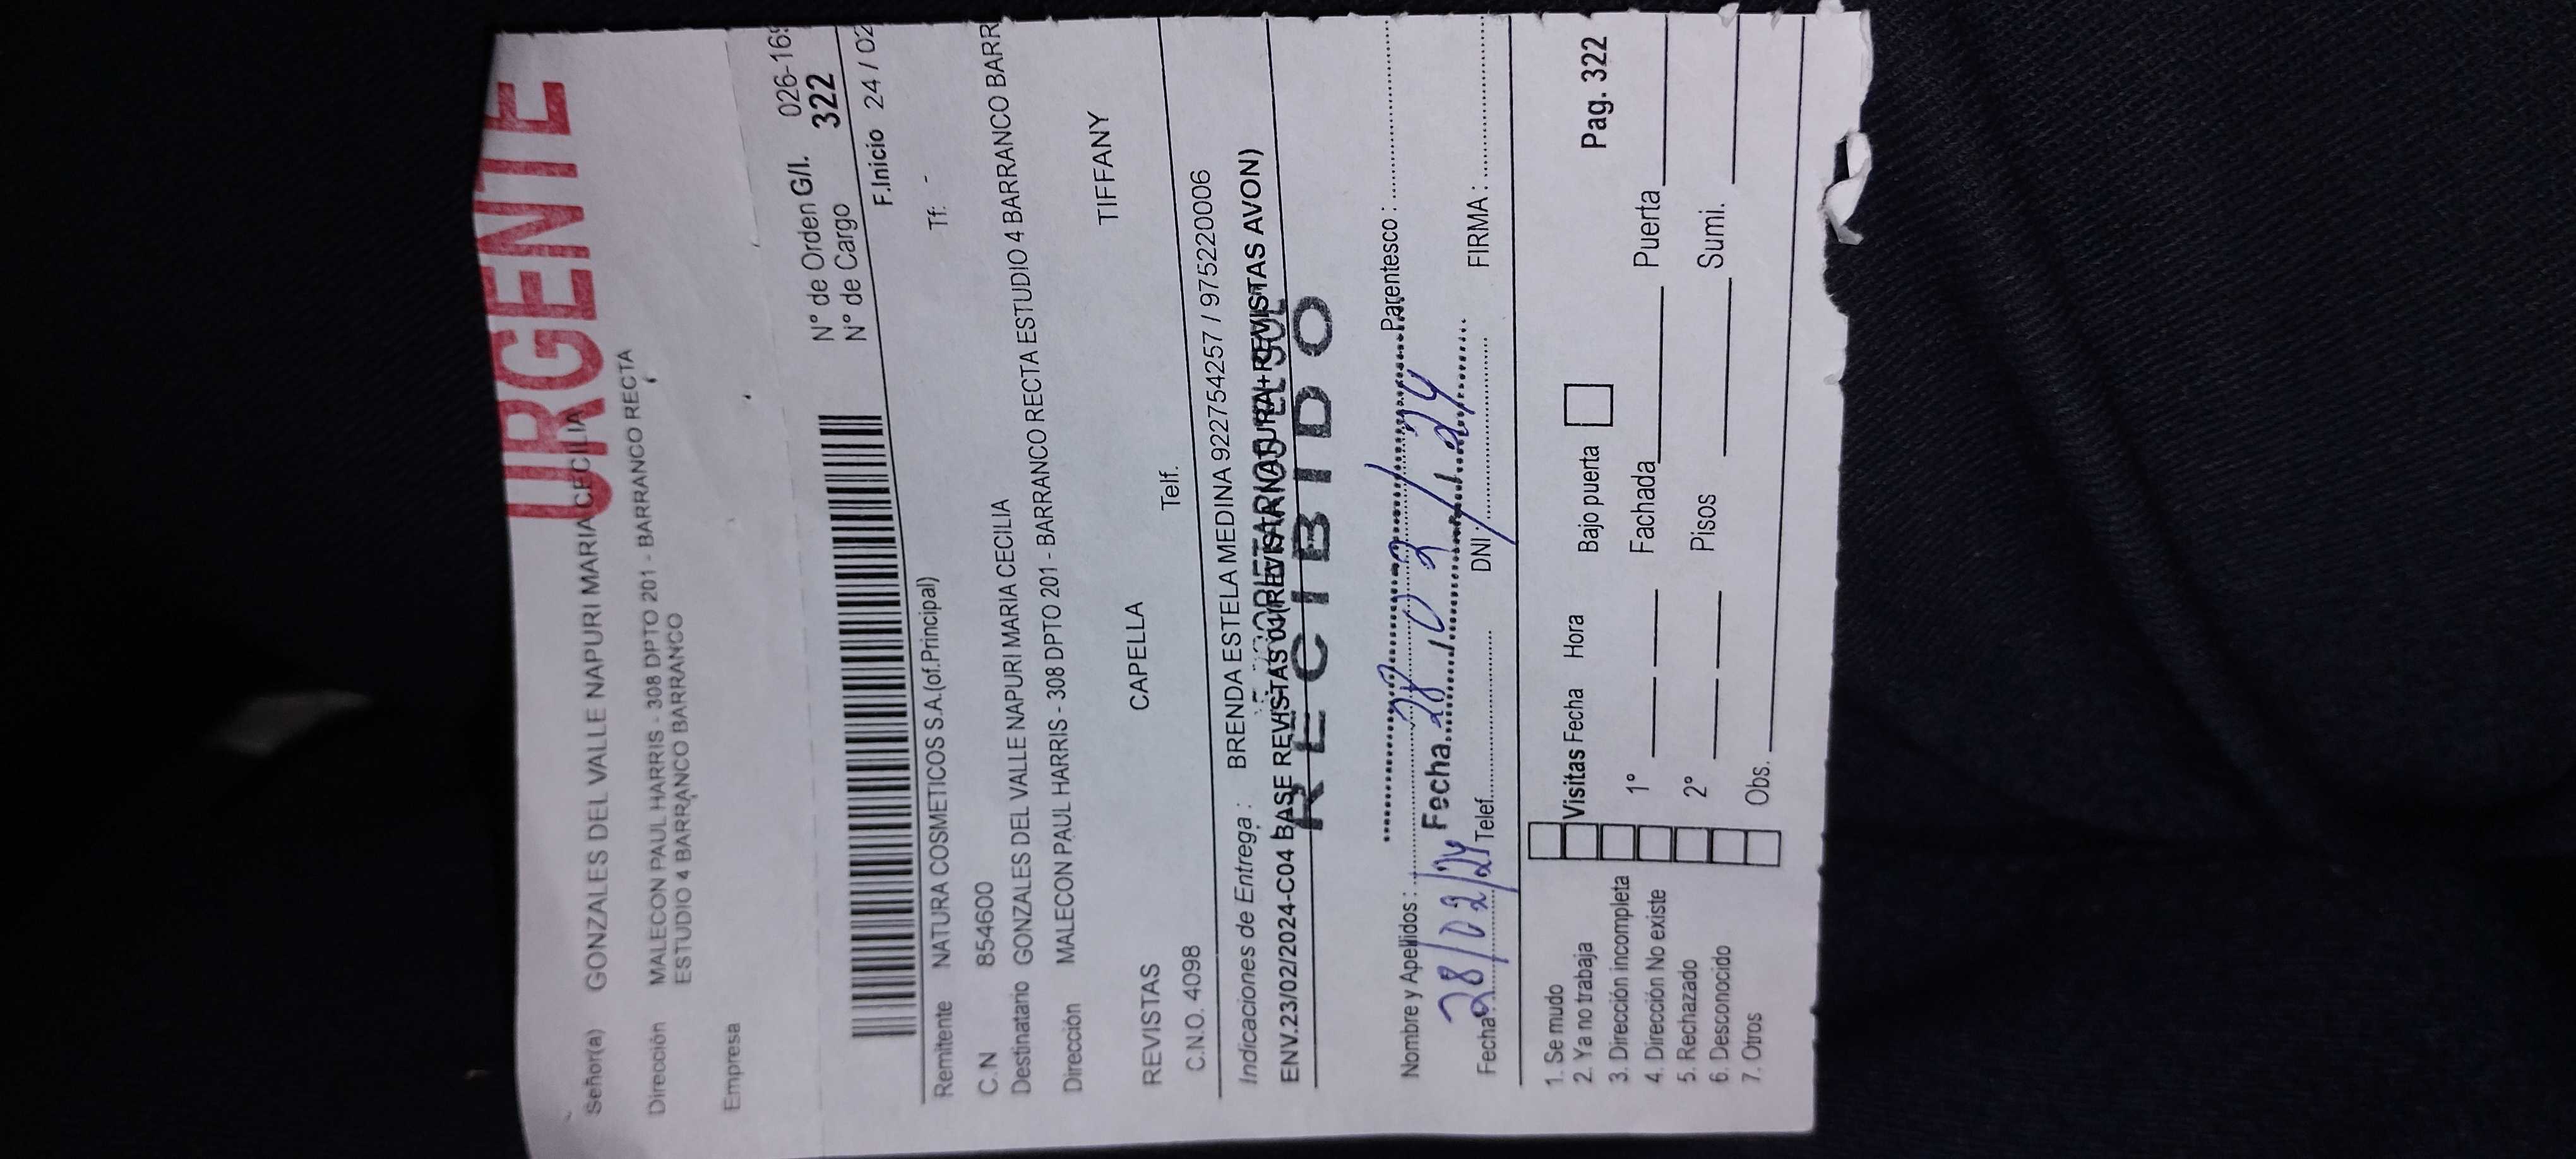 URGENTE
Señor(a) GONZALES DEL VALLE NAPURI MARIA CECILIA
Dirección MALECON PAUL HARRIS - 308 DPTO 201 - BARRANCO RECTA
ESTUDIO 4 BARRANCO BARRANCO
Empresa
N° de Orden G/I. 026-16
N° de Cargo 322
F.Inicio 24 / 02
Remitente NATURA COSMETICOS S.A.(of.Principal) Tf: -
C.N 854600
Destinatario GONZALES DEL VALLE NAPURI MARIA CECILIA
Dirección MALECON PAUL HARRIS - 308 DPTO 201 - BARRANCO RECTA ESTUDIO 4 BARRANCO BARR
REVISTAS CAPELLA TIFFANY
C.N.O. 4098 Telf.
Indicaciones de Entrega : BRENDA ESTELA MEDINA 922754257 / 975220006
ENV.23/02/2024-C04 BASE REVISTAS REVISTAS AVON)
RECIBIDO
Nombre y Apellidos : Parentesco :
Fecha 28/02/24
Fecha 28/02/24 Telef. DNI : FIRMA :
1. Se mudo
2. Ya no trabaja
3. Dirección incompleta
4. Dirección No existe
5. Rechazado
6. Desconocido
7. Otros
Visitas Fecha Hora Bajo puerta Pag. 322
1° Fachada Puerta
2° Pisos Sumi.
Obs.